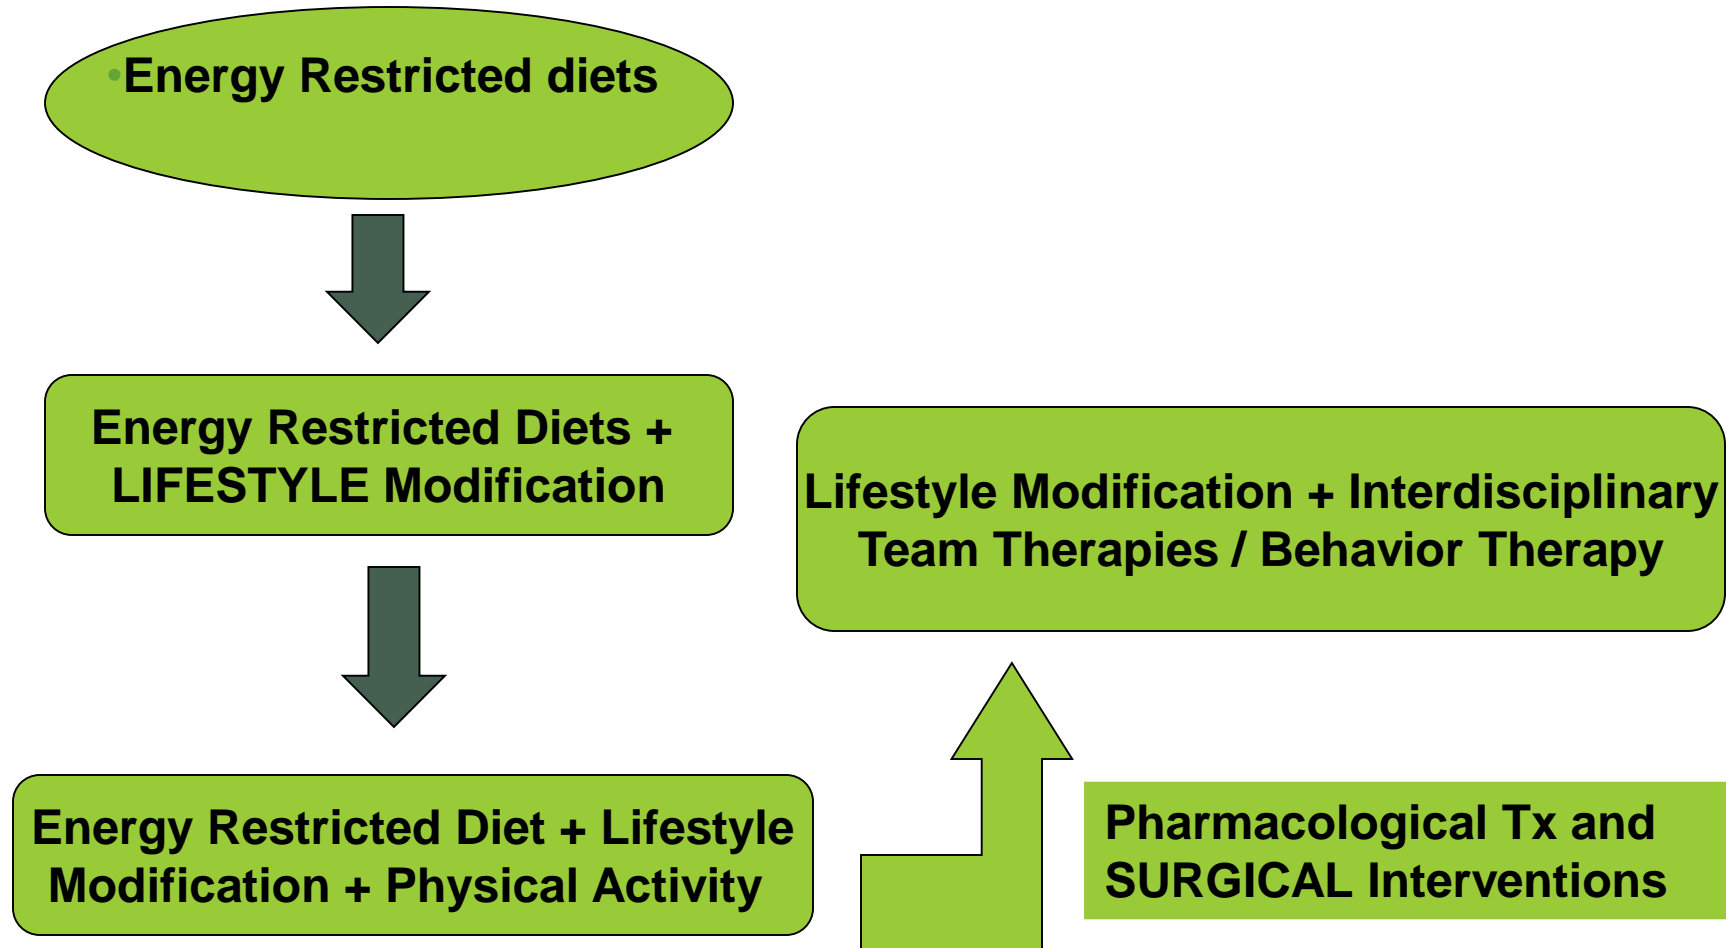 •Energy Restricted diets
Energy Restricted Diets +
LIFESTYLE Modification
Energy Restricted Diet + Lifestyle
Modification + Physical Activity
Lifestyle Modification + Interdisciplinary
Team Therapies / Behavior Therapy
Pharmacological Tx and
SURGICAL Interventions